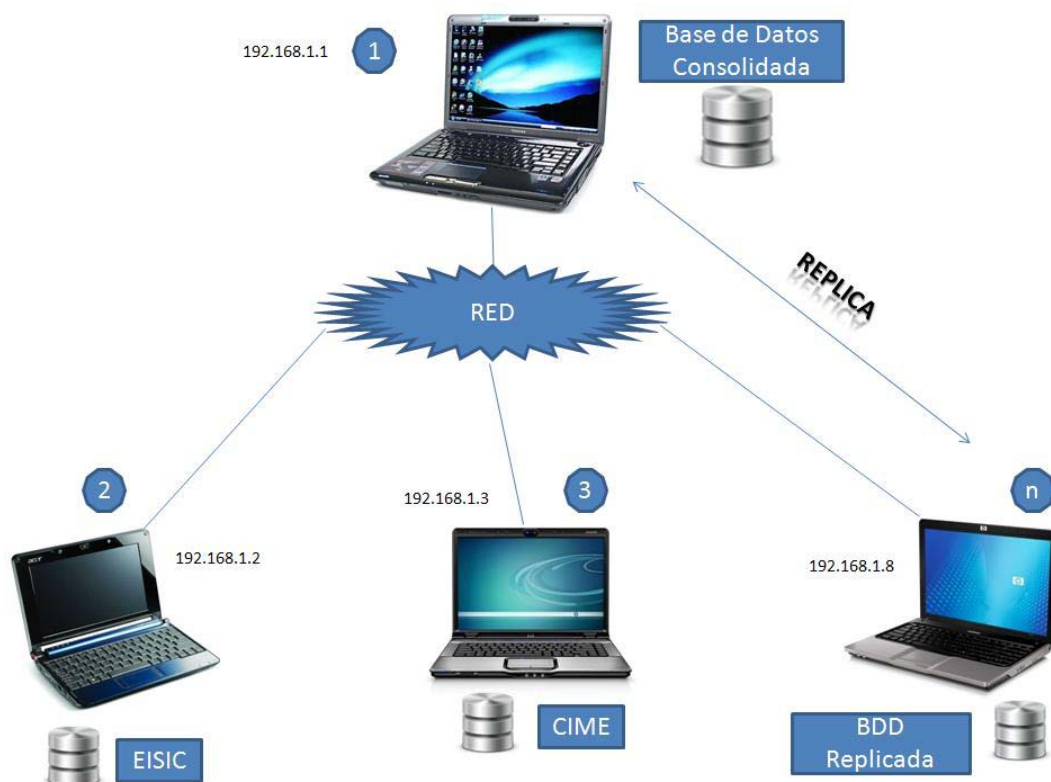 192.168.1.1
1
Base de Datos
Consolidada
REPLICA
RED
2
192.168.1.3
3
n
192.168.1.2
192.168.1.8
EISIC
CIME
BDD
Replicada